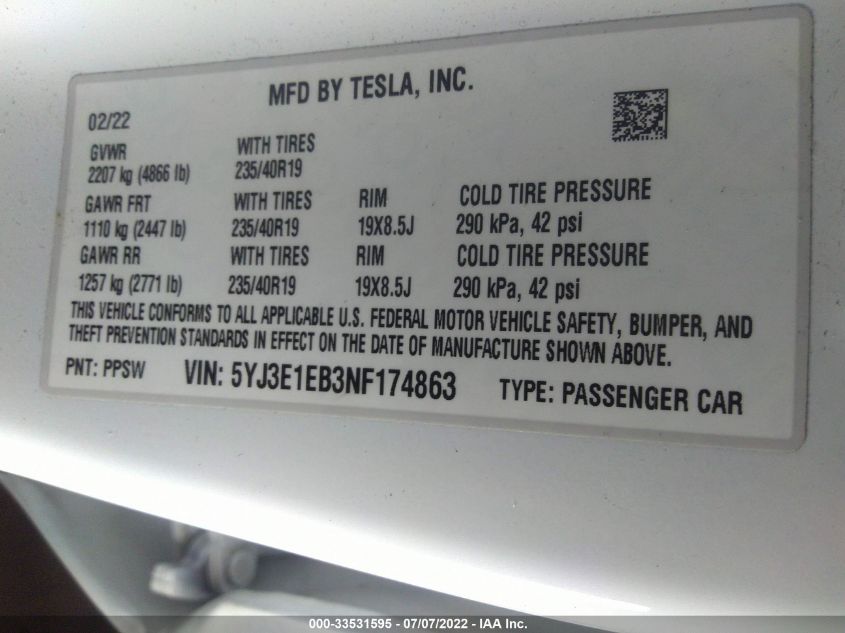 MFD BY TESLA, INC.
02/22
GVWR WITH TIRES
2207 kg (4866 lb) 235/40R19
GAWR FRT WITH TIRES RIM COLD TIRE PRESSURE
1110 kg (2447 lb) 235/40R19 19X8.5J 290 kPa, 42 psi
GAWR RR WITH TIRES RIM COLD TIRE PRESSURE
1257 kg (2771 lb) 235/40R19 19X8.5J 290 kPa, 42 psi
THIS VEHICLE CONFORMS TO ALL APPLICABLE U.S. FEDERAL MOTOR VEHICLE SAFETY, BUMPER, AND
THEFT PREVENTION STANDARDS IN EFFECT ON THE DATE OF MANUFACTURE SHOWN ABOVE.
PNT: PPSW VIN: 5YJ3E1EB3NF174863 TYPE: PASSENGER CAR
000-33531595 - 07/07/2022 - IAA Inc.